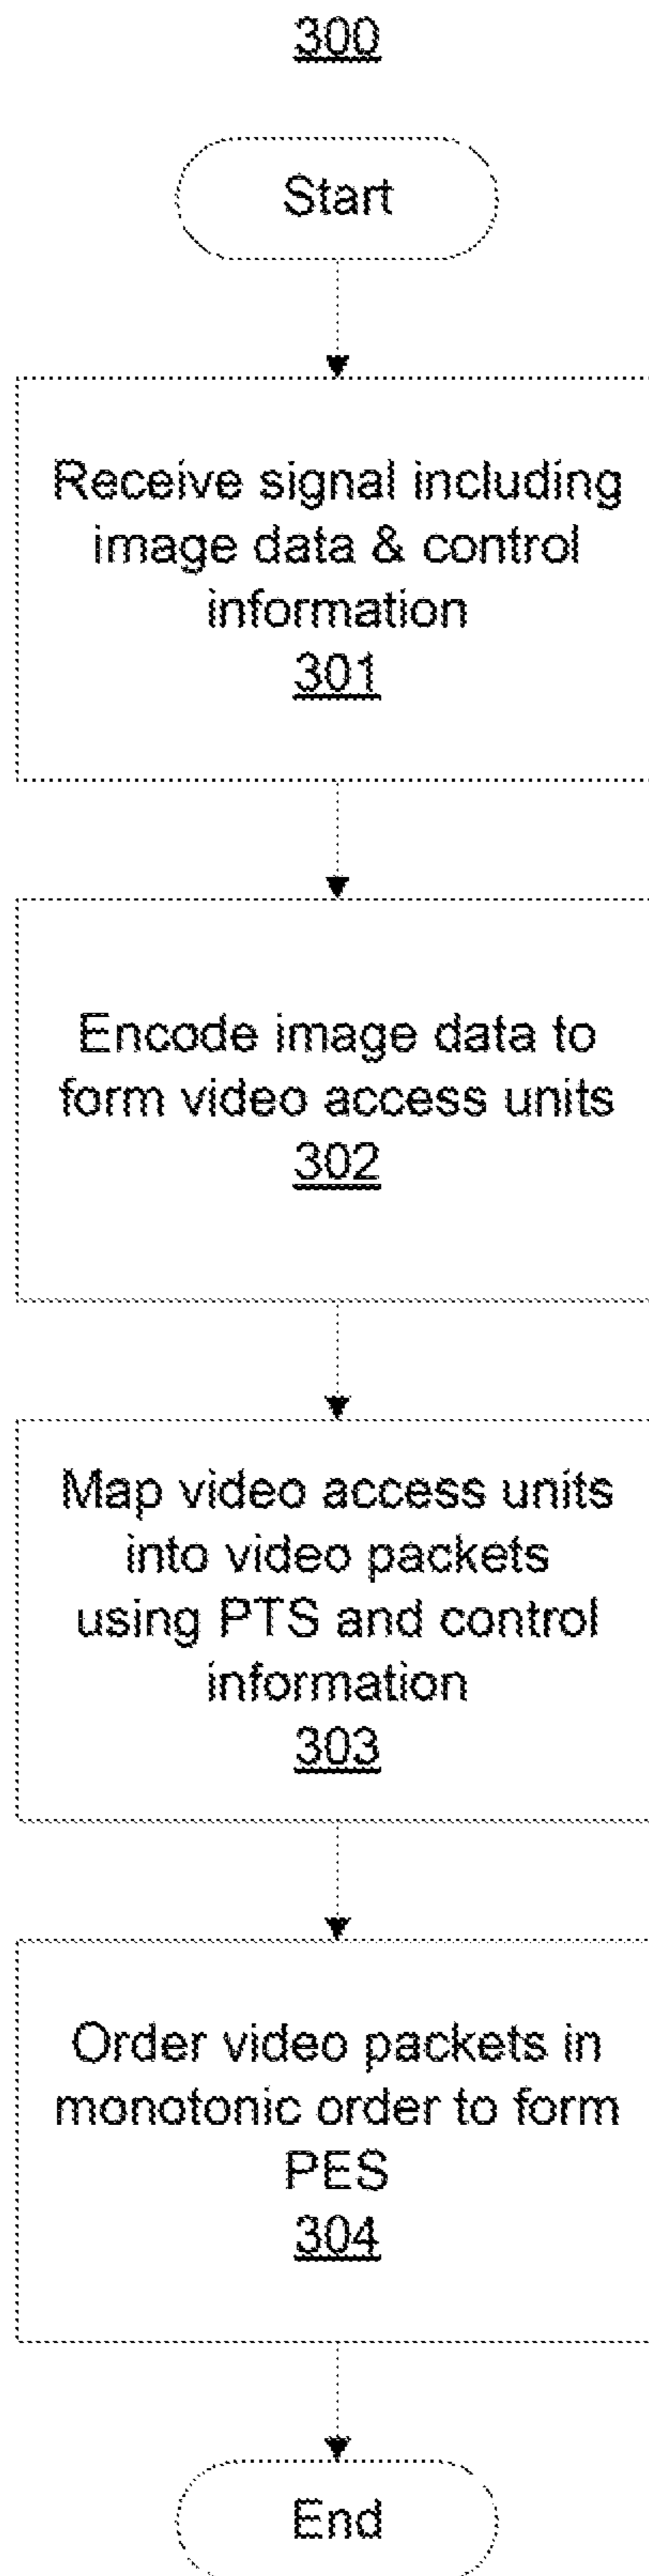 300
Start
Receive signal including
image data & control
information
301
Encode image data to
form video access units
302
Map video access units
into video packets
using PTS and control
information
303
Order video packets in
monotonic order to form
PES
304
End